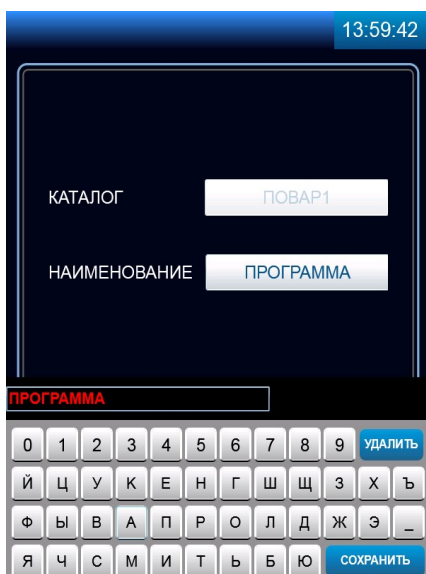 13:59:42
КАТАЛОГ ПОВАР1
НАИМЕНОВАНИЕ ПРОГРАММА
ПРОГРАММА
0 1 2 3 4 5 6 7 8 9 УДАЛИТЬ
Й Ц У К Е Н Г Ш Щ З Х Ъ
Ф Ы В А П Р О Л Д Ж Э _
Я Ч С М И Т Ь Б Ю СОХРАНИТЬ